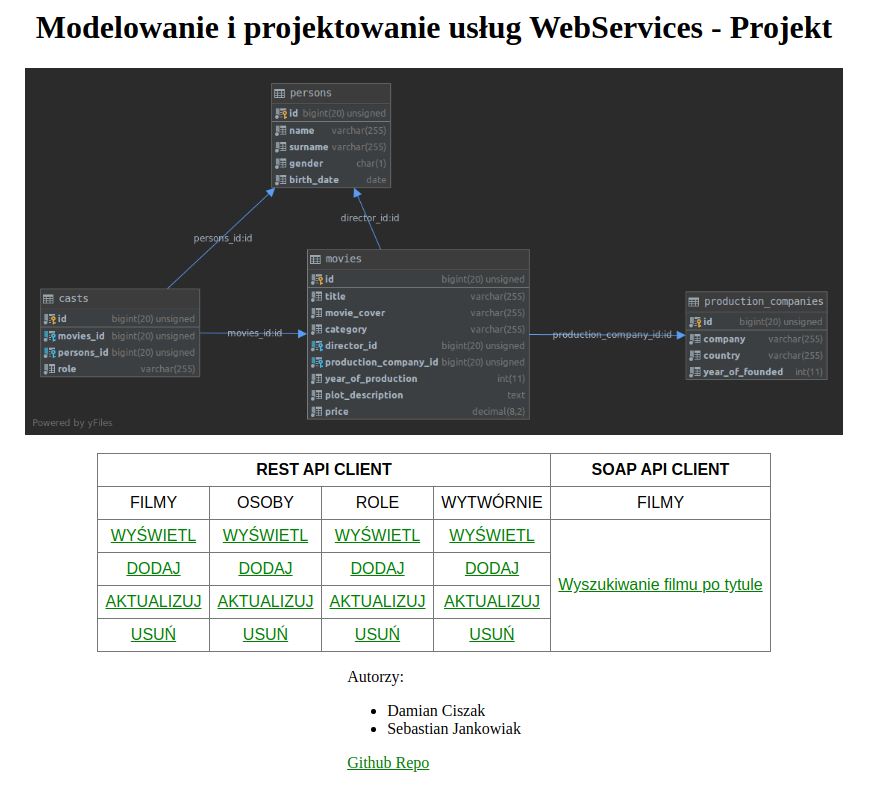 Modelowanie i projektowanie usług WebServices - Projekt
persons
id bigint(20) unsigned
name varchar(255)
surname varchar(255)
gender char(1)
birth_date date
persons_id:id
director_id:id
movies
id bigint(20) unsigned
title varchar(255)
movie_cover varchar(255)
category varchar(255)
director_id bigint(20) unsigned
production_company_id bigint(20) unsigned
year_of_production int(11)
plot_description text
price decimal(8,2)
casts
id bigint(20) unsigned
movies_id bigint(20) unsigned
persons_id bigint(20) unsigned
role varchar(255)
movies_id:id
production_company_id:id
production_companies
id bigint(20) unsigned
company varchar(255)
country varchar(255)
year_of_founded int(11)
Powered by yFiles
REST API CLIENT SOAP API CLIENT
FILMY OSOBY ROLE WYTWÓRNIE FILMY
WYŚWIETL WYŚWIETL WYŚWIETL WYŚWIETL
DODAJ DODAJ DODAJ DODAJ
Wyszukiwanie filmu po tytule
AKTUALIZUJ AKTUALIZUJ AKTUALIZUJ AKTUALIZUJ
USUŃ USUŃ USUŃ USUŃ
Autorzy:
Damian Ciszak
Sebastian Jankowiak
Github Repo